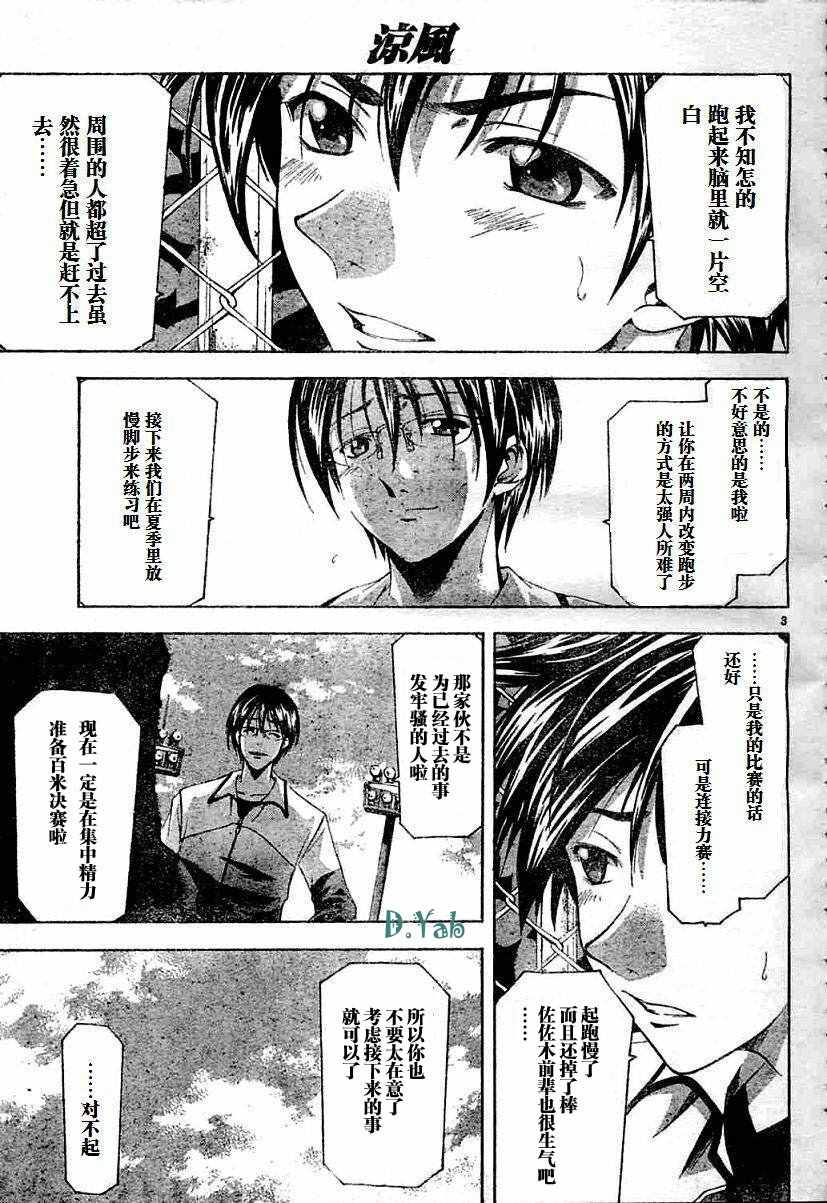 涼風
我不知怎的
跑起来脑里就一片空
白
周围的人都超了过去虽
然很着急但就是赶不上
去……
不是的……
不好意思的是我啦
让你在两周内改变跑步
的方式是太强人所难了
接下来我们在夏季里放
慢脚步来练习吧
3
……只是我的比赛的话
还好
可是连接力赛……
起跑慢了
而且还掉了棒
佐佐木前辈也很生气吧
……
那家伙不是
为已经过去的事
发牢骚的人啦
现在一定是在集中精力
准备百米决赛啦
D.Yab
所以你也
不要太在意了
考虑接下来的事
就可以了
……对不起